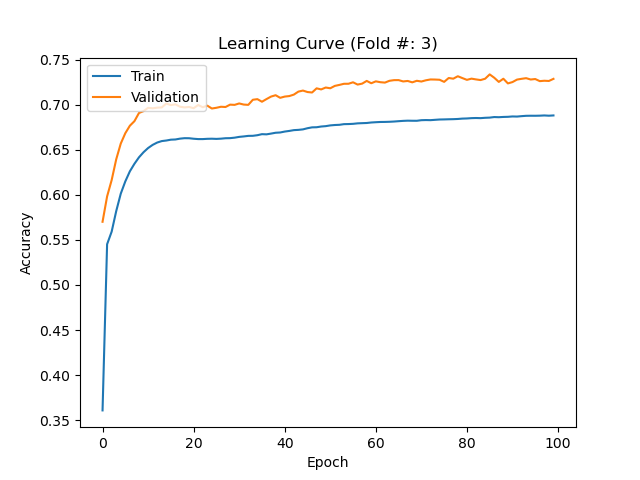 Learning Curve (Fold #: 3)
Train
Validation
Accuracy
0.75
0.70
0.65
0.60
0.55
0.50
0.45
0.40
0.35
0 20 40 60 80 100
Epoch